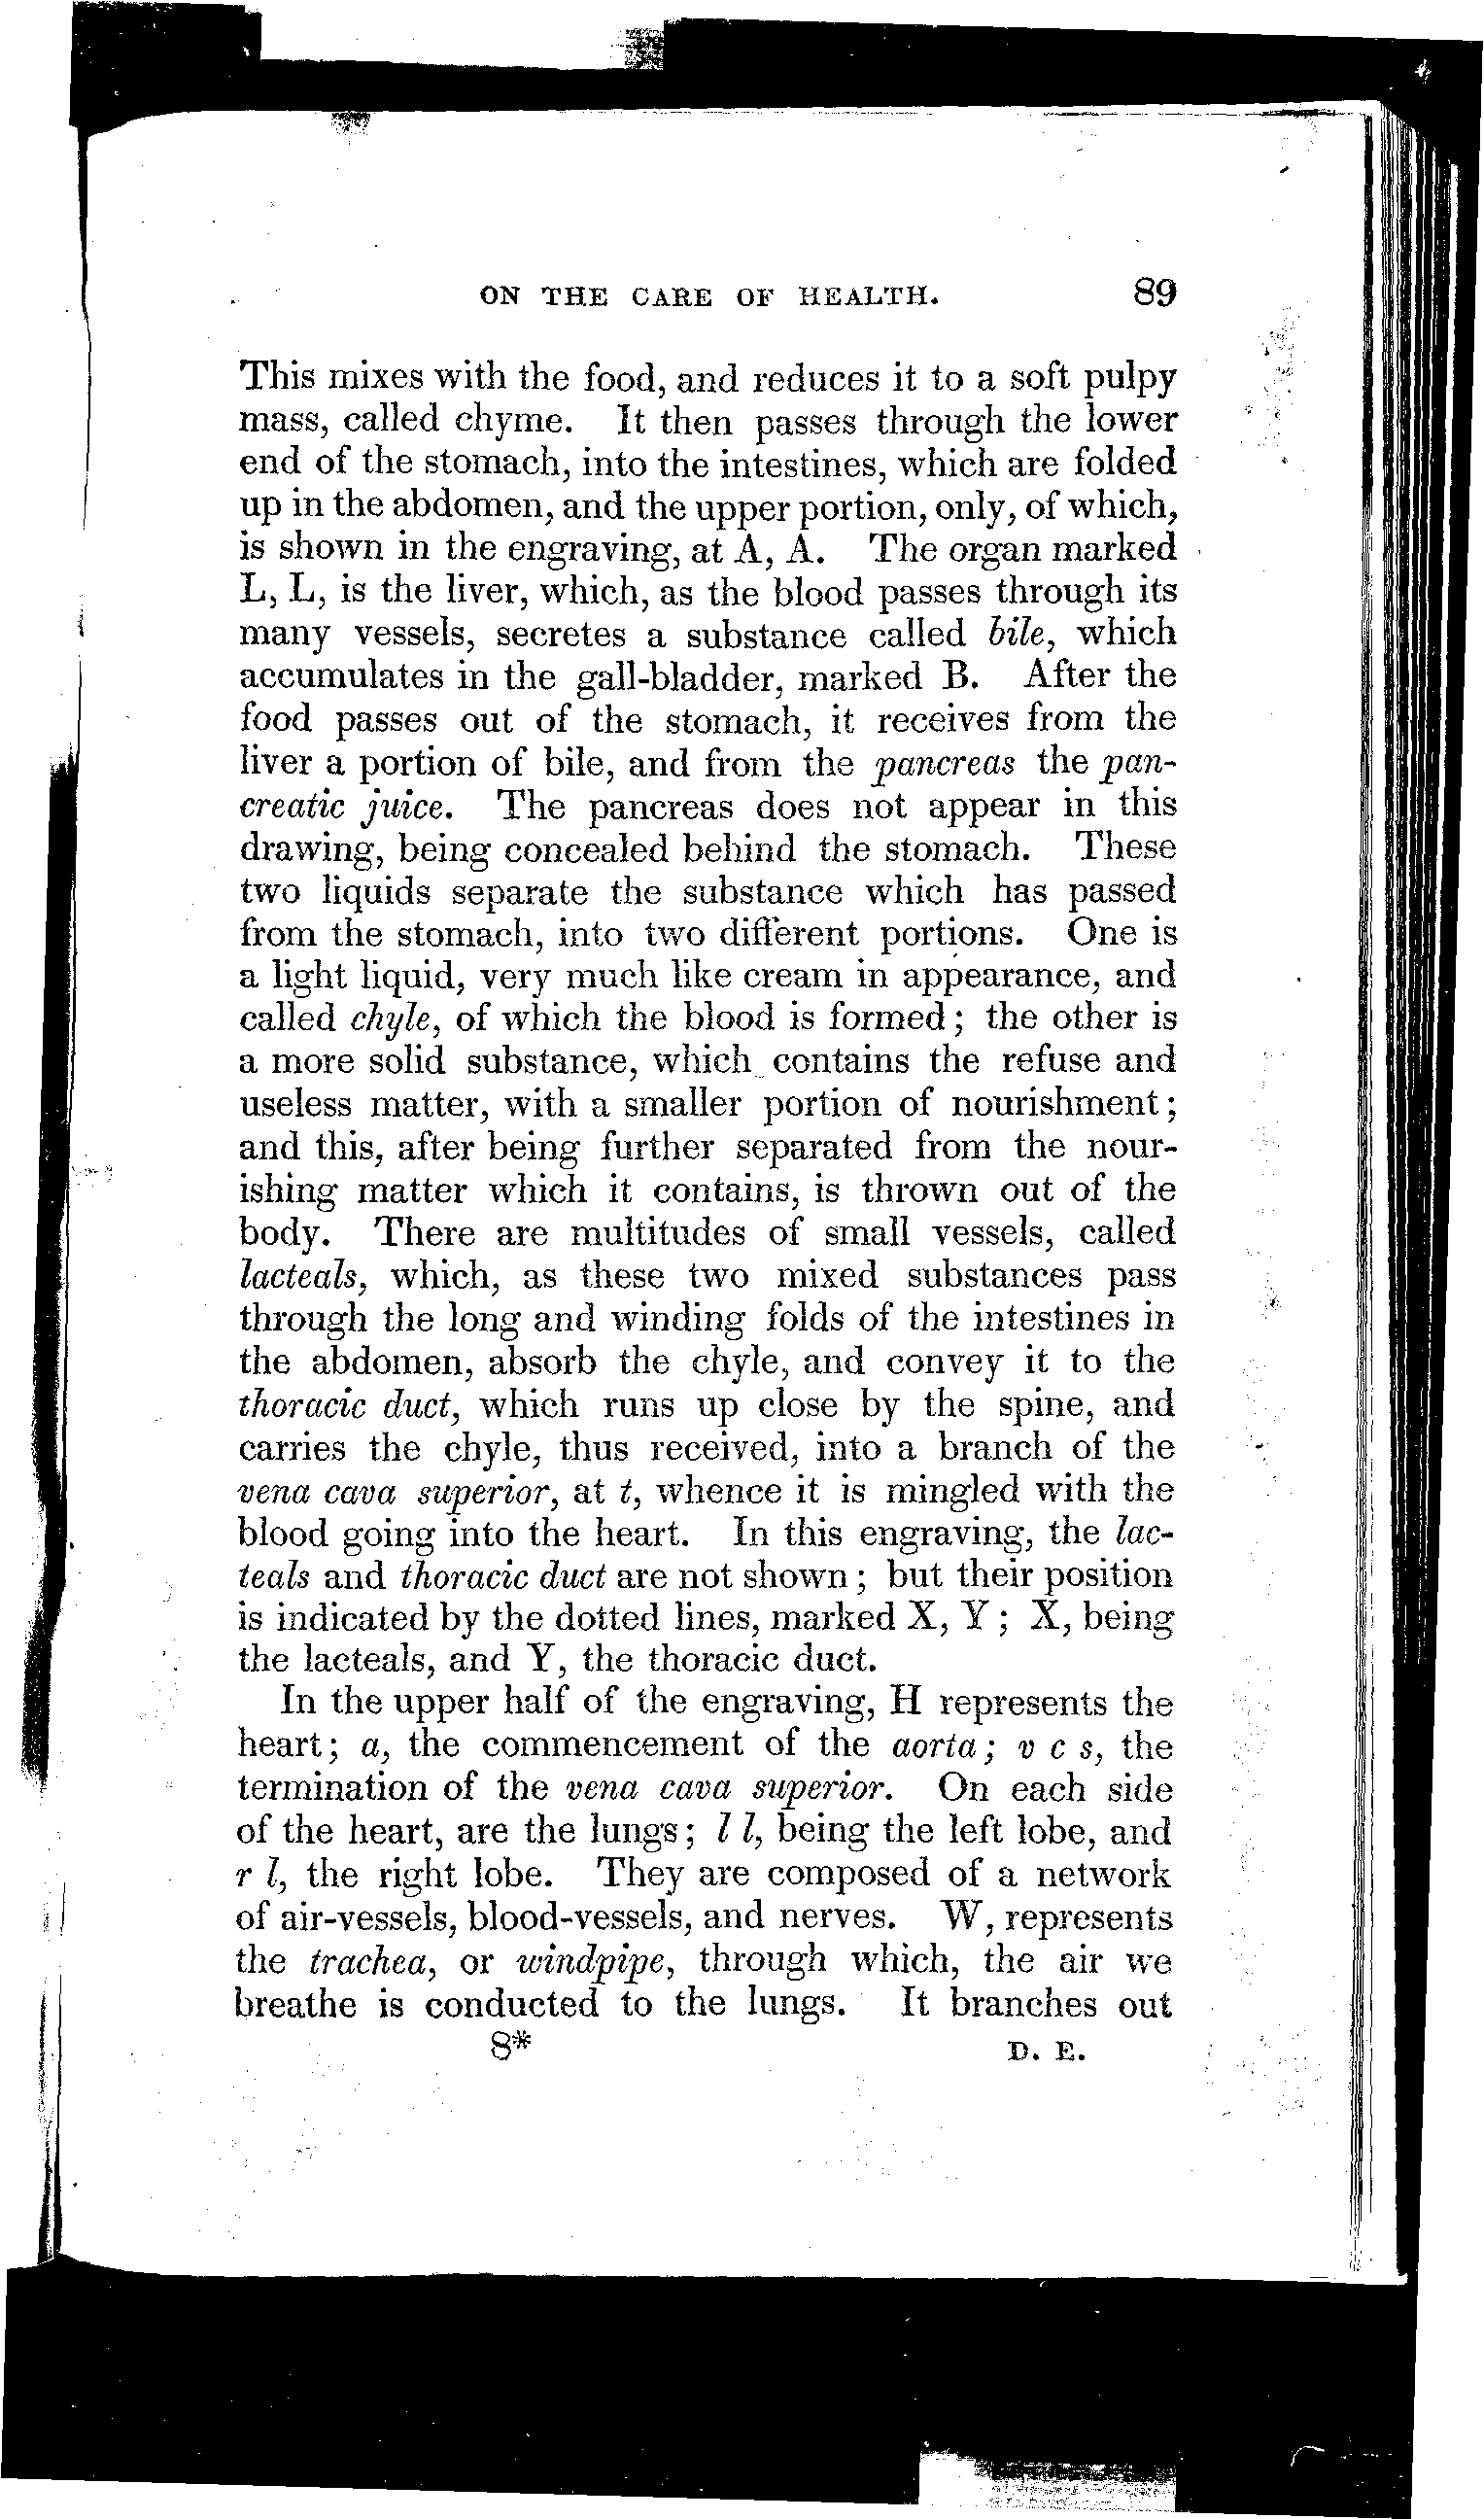 ON THE CARE OF HEALTH. 89
This mixes with the food, and reduces it to a soft pulpy
mass, called chyme. It then passes through the lower
end of the stomach, into the intestines, which are folded
up in the abdomen, and the upper portion, only, of which,
is shown in the engraving, at A, A. The organ marked
L, L, is the liver, which, as the blood passes through its
many vessels, secretes a substance called bile, which
accumulates in the gall-bladder, marked B. After the
food passes out of the stomach, it receives from the
liver a portion of bile, and from the pancreas the pan-
creatic juice. The pancreas does not appear in this
drawing, being concealed behind the stomach. These
two liquids separate the substance which has passed
from the stomach, into two different portions. One is
a light liquid, very much like cream in appearance, and
called chyle, of which the blood is formed; the other is
a more solid substance, which contains the refuse and
useless matter, with a smaller portion of nourishment;
and this, after being further separated from the nour-
ishing matter which it contains, is thrown out of the
body. There are multitudes of small vessels, called
lacteals, which, as these two mixed substances pass
through the long and winding folds of the intestines in
the abdomen, absorb the chyle, and convey it to the
thoracic duct, which runs up close by the spine, and
carries the chyle, thus received, into a branch of the
vena cava superior, at t, whence it is mingled with the
blood going into the heart. In this engraving, the lac-
teals and thoracic duct are not shown; but their position
is indicated by the dotted lines, marked X, Y; X, being
the lacteals, and Y, the thoracic duct.
In the upper half of the engraving, H represents the
heart; a, the commencement of the aorta; v c s, the
termination of the vena cava superior. On each side
of the heart, are the lungs; l l, being the left lobe, and
r l, the right lobe. They are composed of a network
of air-vessels, blood-vessels, and nerves. W, represents
the trachea, or windpipe, through which, the air we
breathe is conducted to the lungs. It branches out
8* D. E.